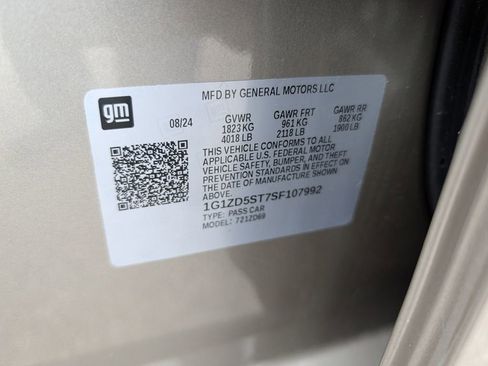 gm
MFD BY GENERAL MOTORS LLC
08/24 GVWR GAWR FRT GAWR RR
1823 KG 961 KG 862 KG
4018 LB 2118 LB 1900 LB
THIS VEHICLE CONFORMS TO ALL
APPLICABLE U.S. FEDERAL MOTOR
VEHICLE SAFETY, BUMPER, AND THEFT
PREVENTION STANDARDS IN EFFECT ON
THE DATE OF MANUFACTURE SHOWN
ABOVE.
1G1ZD5ST7SF107992
TYPE: PASS CAR
MODEL: 721ZD69